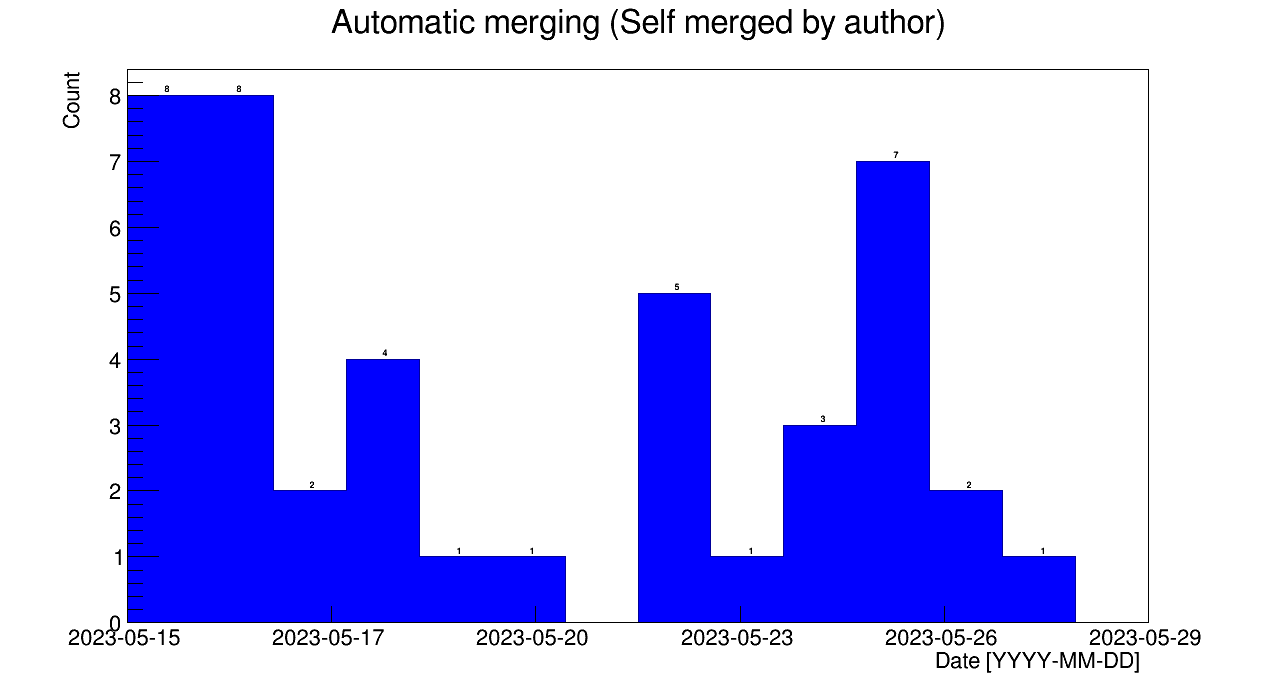 Automatic merging (Self merged by author)
Count
8
7
6
5
4
3
2
1
0
8 8 2 4 1 1 5 1 3 7 2 1
2023-05-15 2023-05-17 2023-05-20 2023-05-23 2023-05-26 2023-05-29
Date [YYYY-MM-DD]